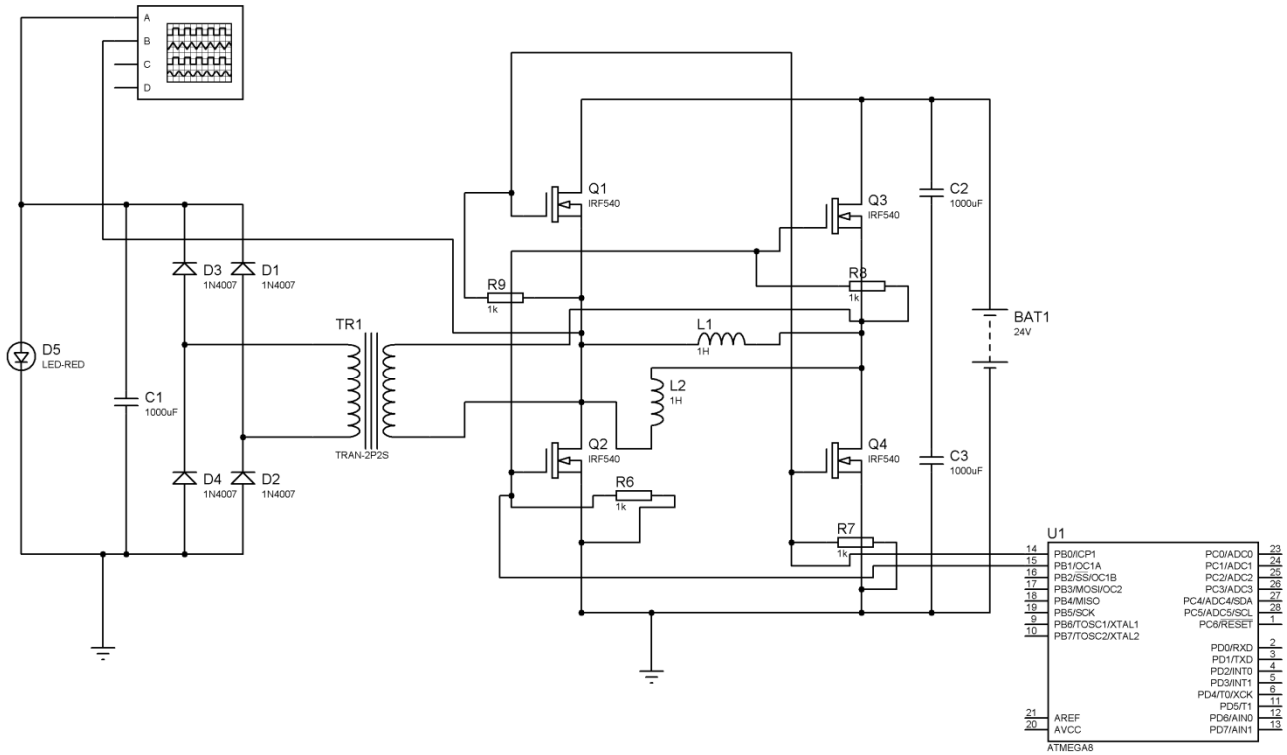 A
B
C
D
Q1
IRF540
Q3
IRF540
C2
1000uF
D3
1N4007
D1
1N4007
R9
1k
R8
1k
TR1
TRAN-2P2S
L1
1H
BAT1
24V
D5
LED-RED
C1
1000uF
L2
1H
Q2
IRF540
Q4
IRF540
C3
1000uF
D4
1N4007
D2
1N4007
R6
1k
R7
1k
U1
14 PB0/ICP1 PC0/ADC0 23
15 PB1/OC1A PC1/ADC1 24
16 PB2/SS/OC1B PC2/ADC2 25
17 PB3/MOSI/OC2 PC3/ADC3 26
18 PB4/MISO PC4/ADC4/SDA 27
19 PB5/SCK PC5/ADC5/SCL 28
9 PB6/TOSC1/XTAL1 PC6/RESET 1
10 PB7/TOSC2/XTAL2
PD0/RXD 2
PD1/TXD 3
PD2/INT0 4
PD3/INT1 5
PD4/T0/XCK 6
PD5/T1 11
21 AREF PD6/AIN0 12
20 AVCC PD7/AIN1 13
ATMEGA8